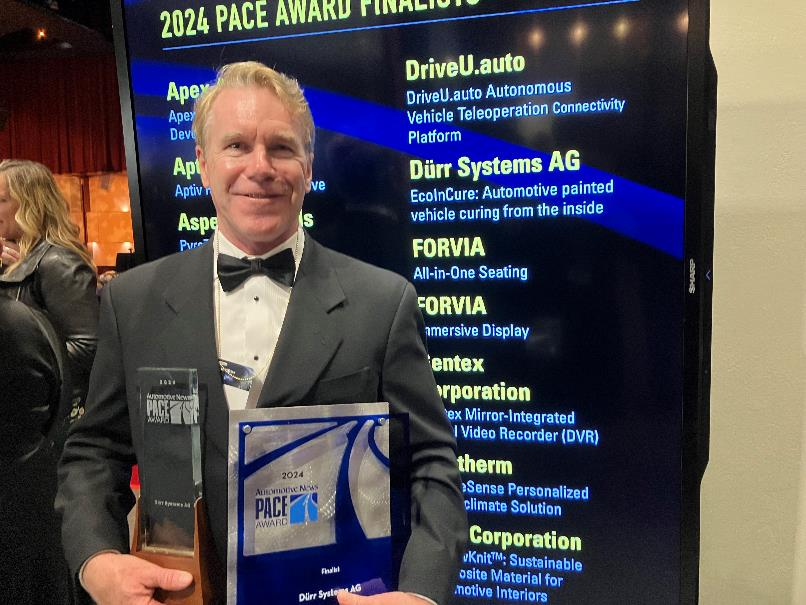 2024 PACE AWARD FINALISTS
Apex
Apex
Deve
Apt
Aptiv
ve
Aspe
ls
DriveU.auto
DriveU.auto Autonomous
Vehicle Teleoperation Connectivity
Platform
Dürr Systems AG
EcoInCure: Automotive painted
vehicle curing from the inside
FORVIA
All-in-One Seating
FORVIA
mmersive Display
entex
orporation
ex Mirror-Integrated
l Video Recorder (DVR)
therm
eSense Personalized
climate Solution
Corporation
vKnit™: Sustainable
osite Material for
motive Interiors
SHARP
2024
Automotive News
PACE
AWARD
Dürr Systems AG
2024
Automotive News
PACE
AWARD
Finalist
Dürr Systems AG